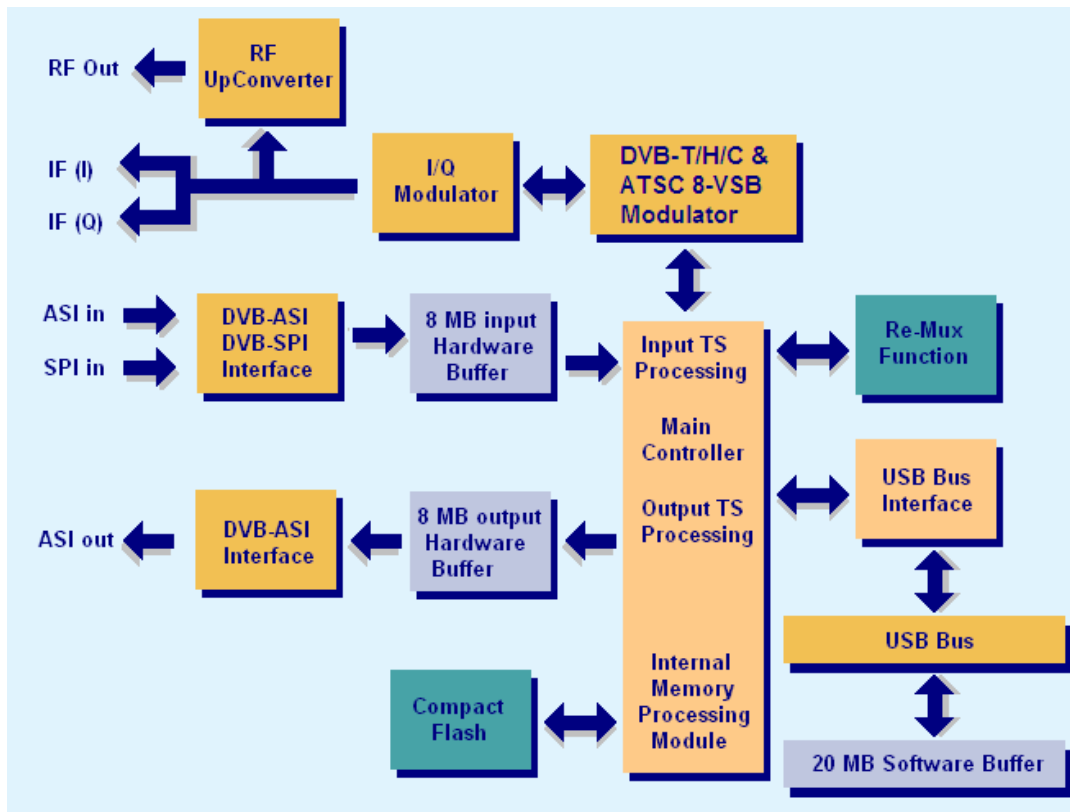 RF Out
RF
UpConverter
IF (I)
IF (Q)
I/Q
Modulator
DVB-T/H/C &
ATSC 8-VSB
Modulator
ASI in
SPI in
DVB-ASI
DVB-SPI
Interface
8 MB input
Hardware
Buffer
Input TS
Processing
Main
Controller
Output TS
Processing
Internal
Memory
Processing
Module
Re-Mux
Function
USB Bus
Interface
ASI out
DVB-ASI
Interface
8 MB output
Hardware
Buffer
USB Bus
Compact
Flash
20 MB Software Buffer